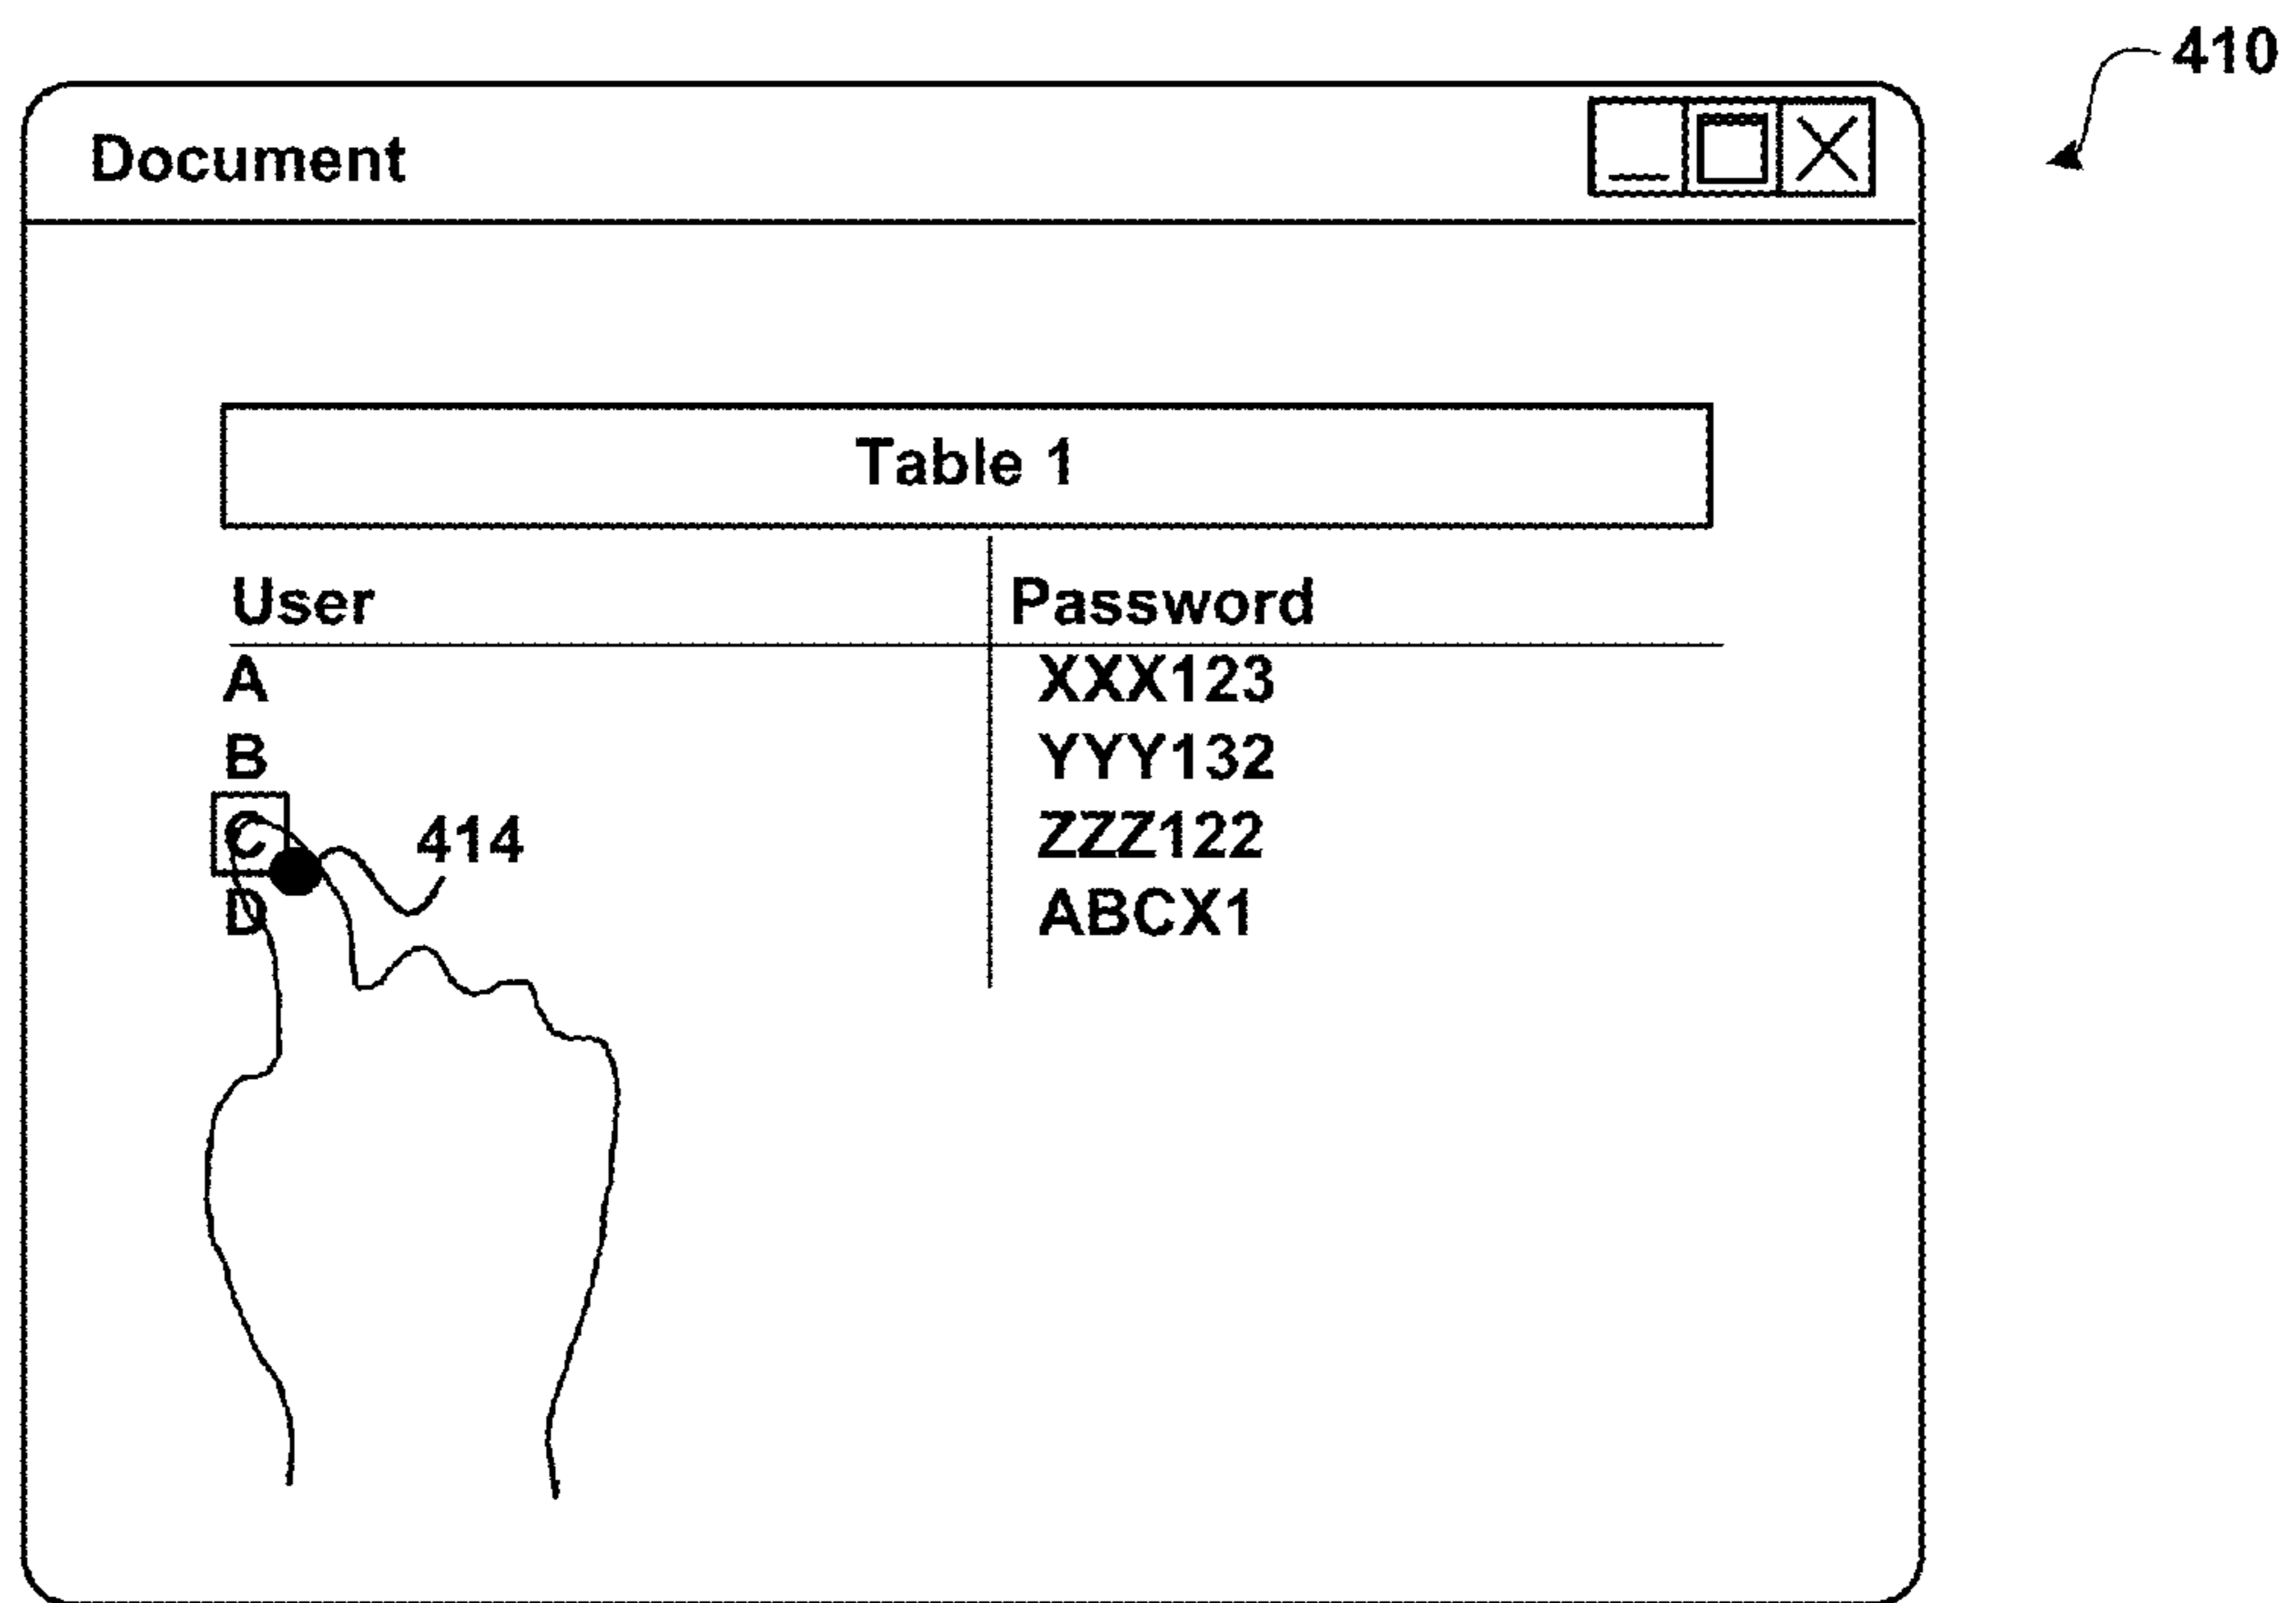 410
Document
Table 1
User Password
A XXX123
B YYY132
C ZZZ122
414
D ABCX1